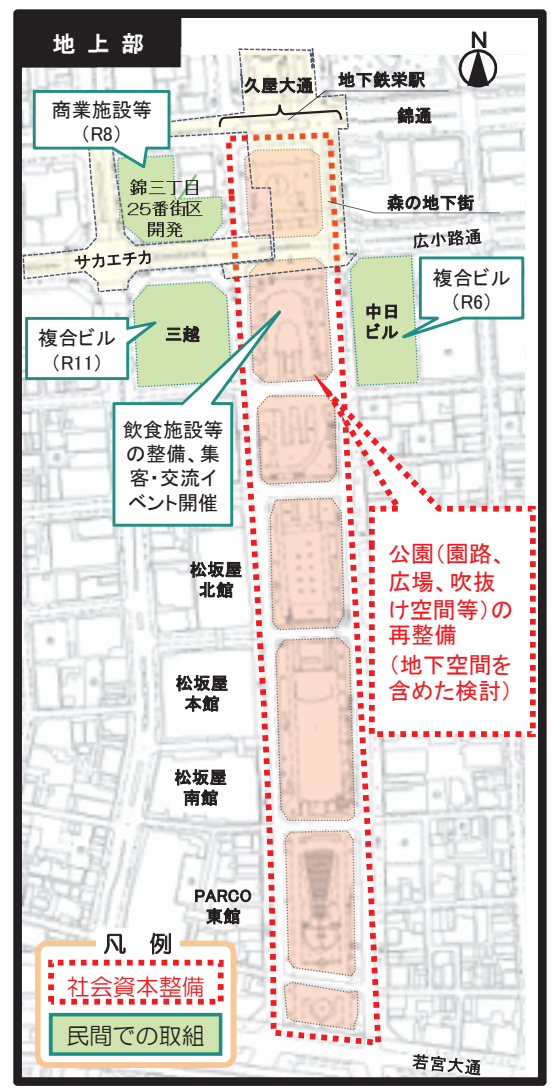 地上部
N
久屋大通
地下鉄栄駅
錦通
商業施設等
(R8)
錦三丁目
25番街区
開発
森の地下街
広小路通
サカエチカ
複合ビル
(R6)
中日
ビル
三越
複合ビル
(R11)
飲食施設等
の整備、集
客・交流イ
ベント開催
公園(園路、
広場、吹抜
け空間等)の
再整備
(地下空間を
含めた検討)
松坂屋
北館
松坂屋
本館
松坂屋
南館
PARCO
東館
凡例
社会資本整備
民間での取組
若宮大通